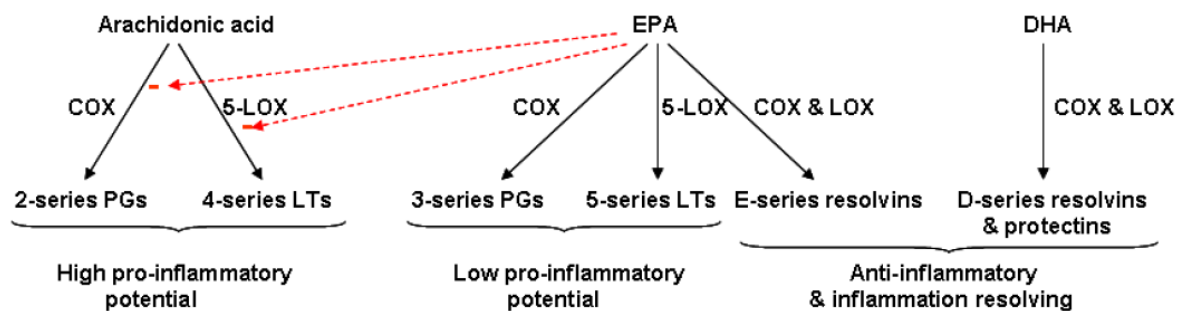 Arachidonic acid
EPA
DHA
COX
5-LOX
COX
5-LOX
COX & LOX
COX & LOX
2-series PGs
4-series LTs
3-series PGs
5-series LTs
E-series resolvins
D-series resolvins
& protectins
High pro-inflammatory
potential
Low pro-inflammatory
potential
Anti-inflammatory
& inflammation resolving